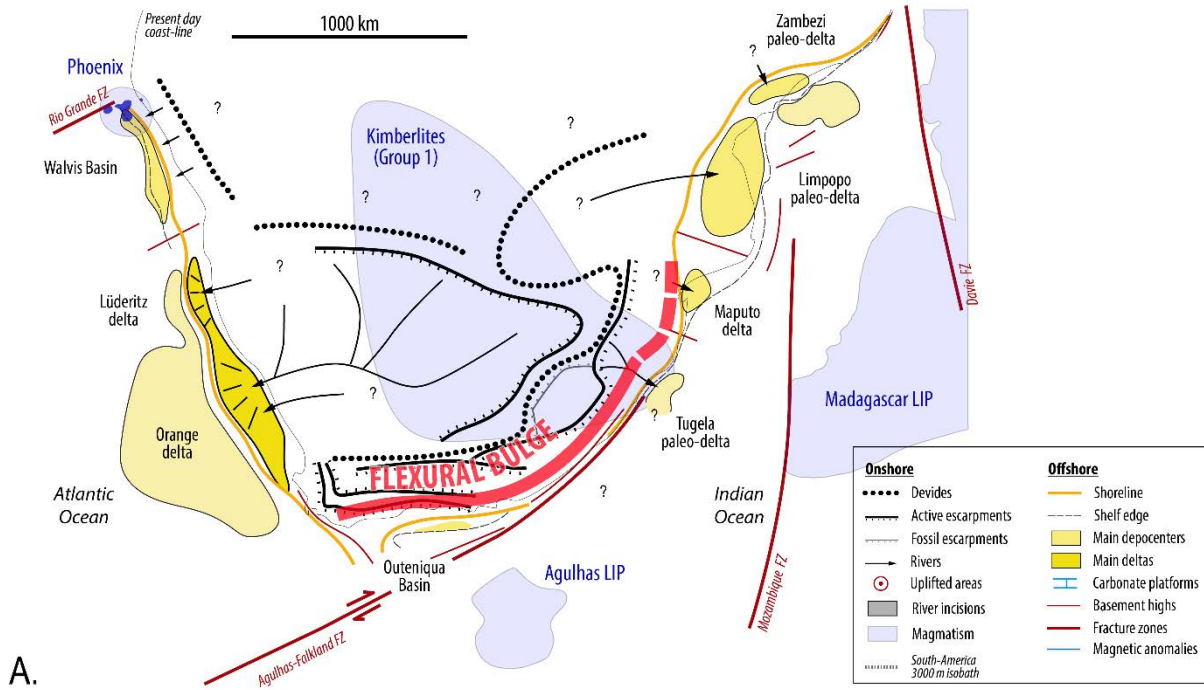 Present day
coast-line
1000 km
Zambezi
paleo-delta
?
Phoenix
Rio Grande FZ
?
?
Kimberlites
(Group 1)
Walvis Basin
Limpopo
paleo-delta
?
?
?
?
?
Davie FZ
Lüderitz
delta
Maputo
delta
?
Madagascar LIP
Orange
delta
Tugela
paleo-delta
?
FLEXURAL BULGE
Atlantic
Ocean
?
Indian
Ocean
Outeniqua
Basin
Agulhas LIP
Mozambique FZ
Agulhas-Falkland FZ
A.
Onshore
Devides
Active escarpments
Fossil escarpments
Rivers
Uplifted areas
River incisions
Magmatism
South-America
3000 m isobath
Offshore
Shoreline
Shelf edge
Main depocenters
Main deltas
Carbonate platforms
Basement highs
Fracture zones
Magnetic anomalies